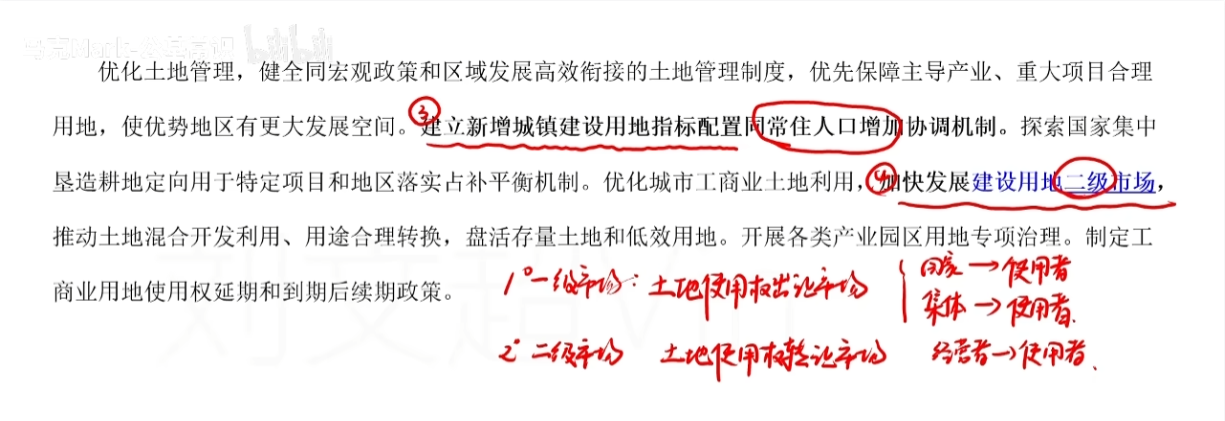 优化土地管理，健全同宏观政策和区域发展高效衔接的土地管理制度，优先保障主导产业、重大项目合理
用地，使优势地区有更大发展空间。③建立新增城镇建设用地指标配置同常住人口增加协调机制。探索国家集中
垦造耕地定向用于特定项目和地区落实占补平衡机制。优化城市工商业土地利用，④加快发展建设用地二级市场，
推动土地混合开发利用、用途合理转换，盘活存量土地和低效用地。开展各类产业园区用地专项治理。制定工
商业用地使用权延期和到期后续期政策。
1° 一级市场：土地使用权出让市场 国家→使用者
集体→使用者.
2° 二级市场 土地使用权转让市场 经营者→使用者.